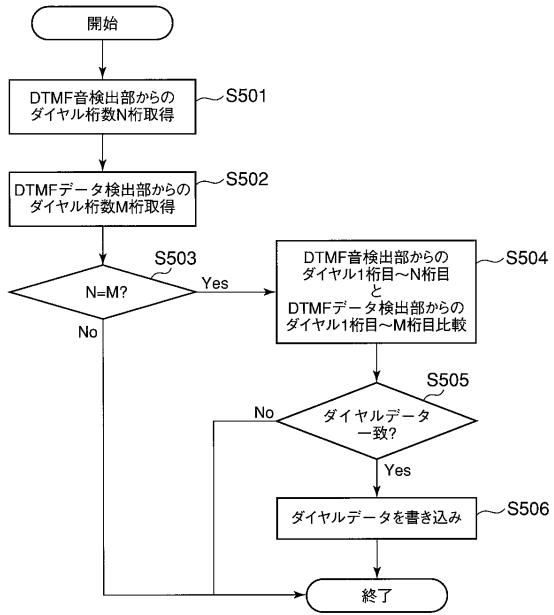 開始
DTMF音検出部からの
ダイヤル桁数N桁取得
S501
DTMFデータ検出部からの
ダイヤル桁数M桁取得
S502
N=M?
S503
Yes
No
DTMF音検出部からの
ダイヤル1桁目～N桁目
と
DTMFデータ検出部からの
ダイヤル1桁目～M桁目比較
S504
ダイヤルデータ
一致?
S505
No
Yes
ダイヤルデータを書き込み
S506
終了